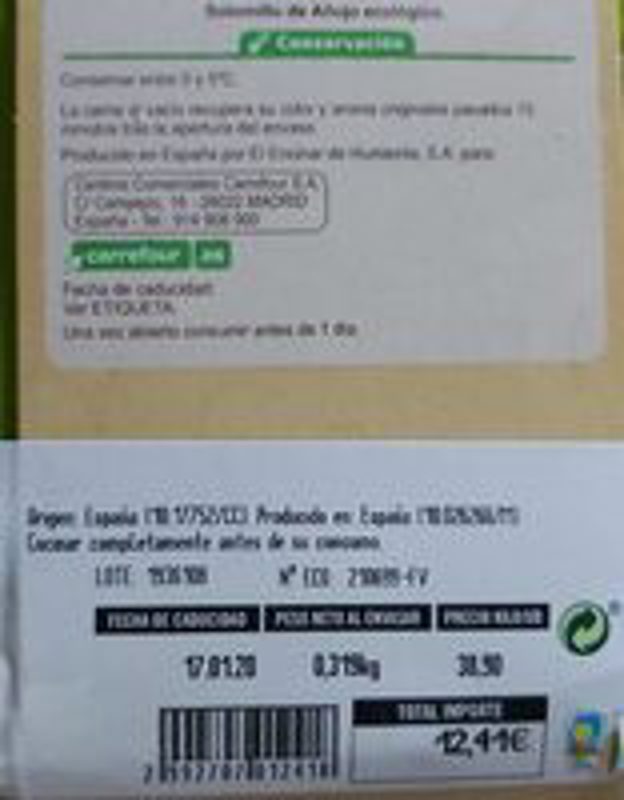 Solomillo de Añojo ecológico.
Conservación
Conservar entre 0 y 5ºC.
La carne al vacío recupera su color y aroma originales pasados 15
minutos tras la apertura del envase.
Producido en España por El Encinar de Humienta, S.A. para:
Centros Comerciales Carrefour S.A.
C/ Campezo, 16 - 28022 MADRID
España - Tel.: 914 908 900
carrefour .es
Fecha de caducidad:
Ver ETIQUETA.
Una vez abierto consumir antes de 1 día.
Origen: España Producido en: España
Cocinar completamente antes de su consumo.
LOTE: Nº ECO:
FECHA DE CADUCIDAD PESO NETO AL ENVASAR PRECIO
17.01.20 0,319kg 38,90
TOTAL IMPORTE
12,41€